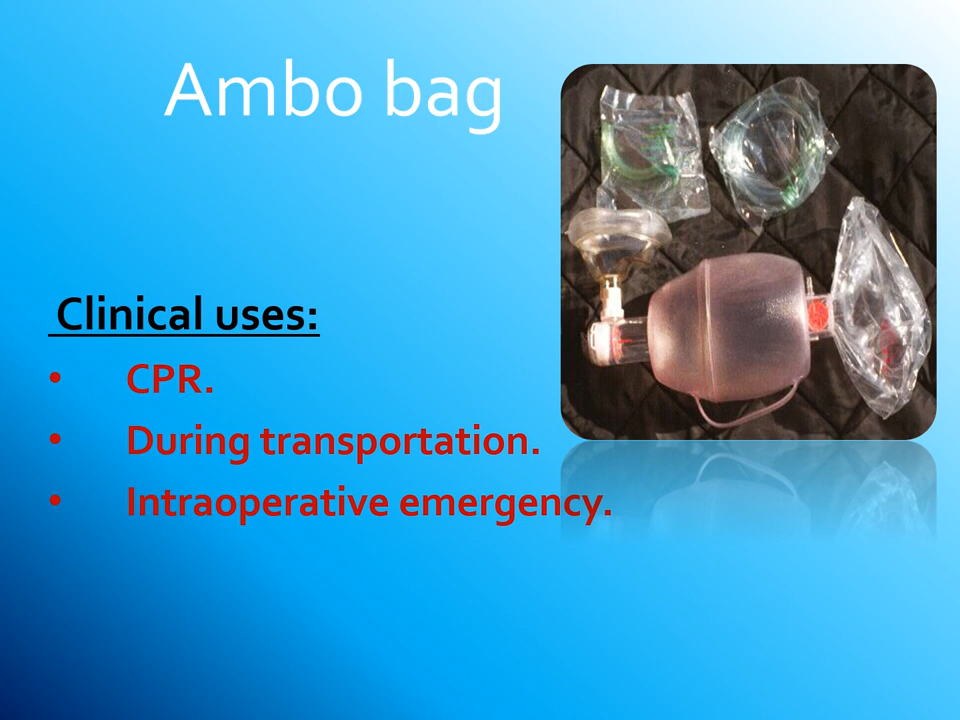 Ambo bag
Clinical uses:
• CPR.
• During transportation.
• Intraoperative emergency.